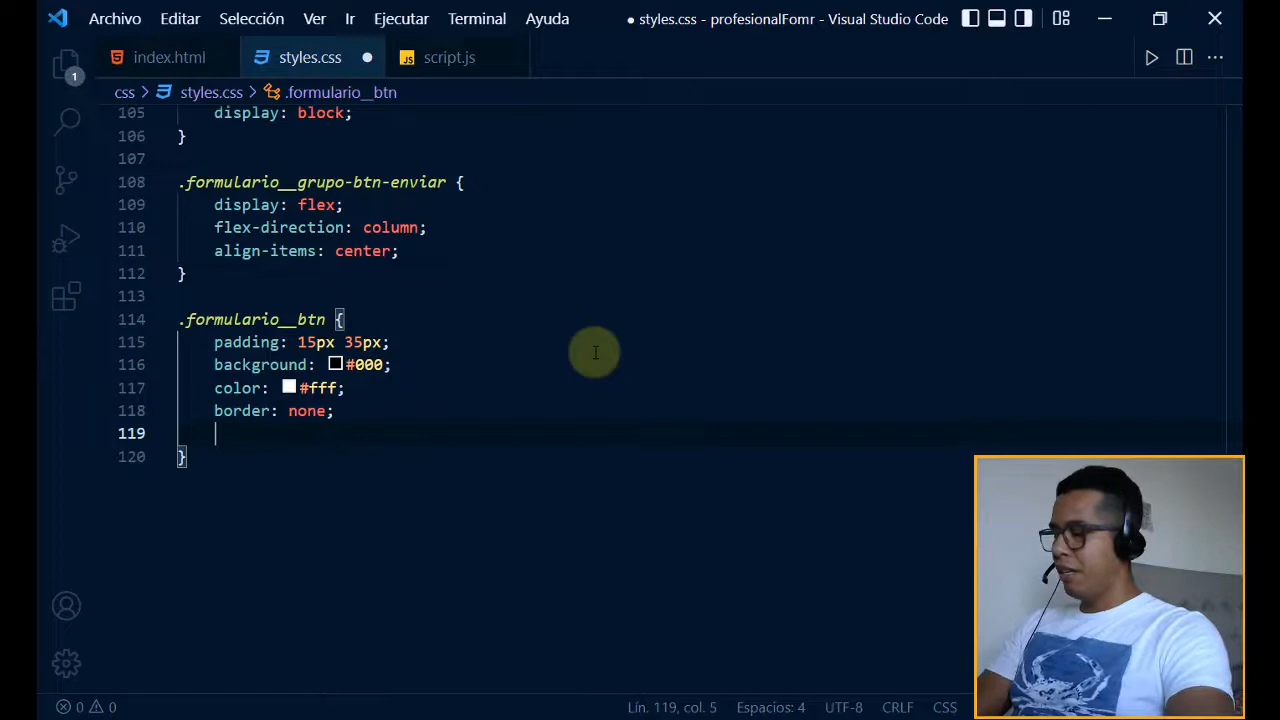 Archivo Editar Selección Ver Ir Ejecutar Terminal Ayuda ● styles.css - profesionalFomr - Visual Studio Code
index.html styles.css ● JS script.js
1
css > styles.css > .formulario__btn
105 display: block;
106 }
107
108 .formulario__grupo-btn-enviar {
109 display: flex;
110 flex-direction: column;
111 align-items: center;
112 }
113
114 .formulario__btn {
115 padding: 15px 35px;
116 background: #000;
117 color: #fff;
118 border: none;
119
120 }
0 0 Lín. 119, col. 5 Espacios: 4 UTF-8 CRLF CSS